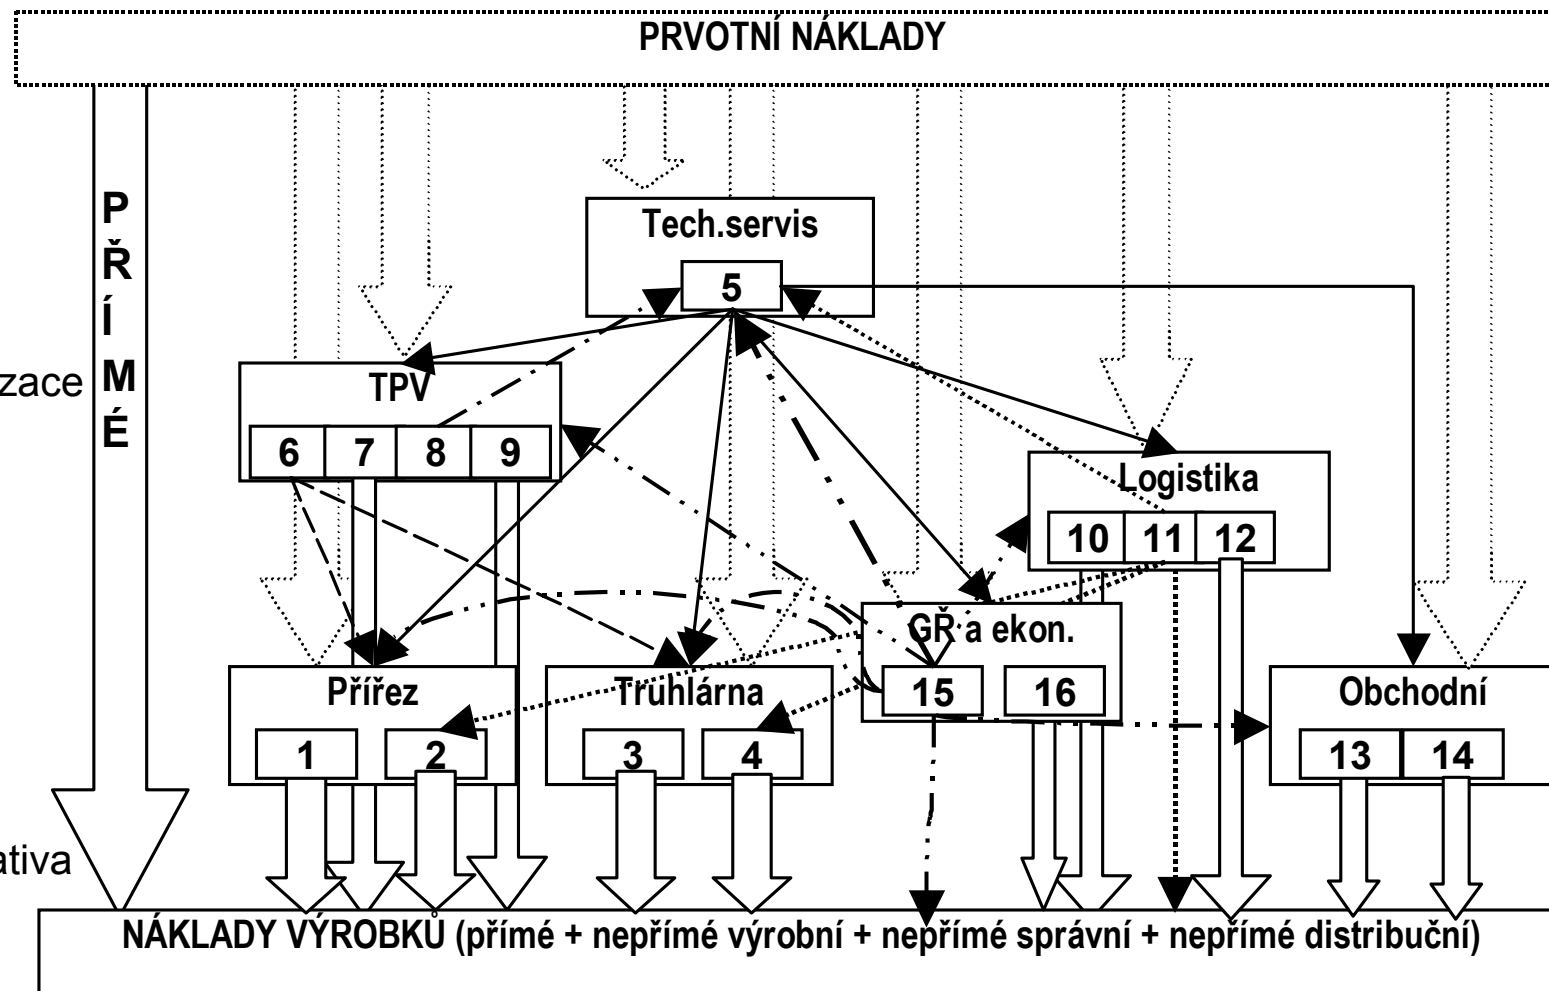 PRVOTNÍ NÁKLADY
P
Ř
Í
M
É
zace
Tech.servis
5
TPV
6 7 8 9
Logistika
10 11 12
GŘ a ekon.
15 16
Přířez
1 2
Truhlárna
3 4
Obchodní
13 14
ativa
NÁKLADY VÝROBKŮ (přímé + nepřímé výrobní + nepřímé správní + nepřímé distribuční)